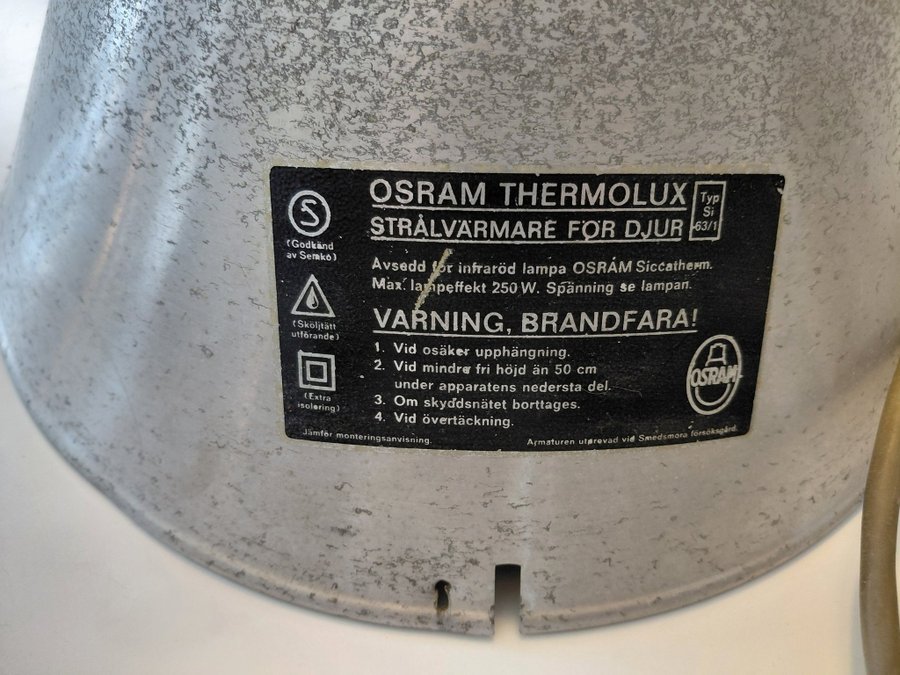 OSRAM THERMOLUX
STRÅLVÄRMARE FÖR DJUR
Typ
Si
63/1
S
(Godkänd
av Semko)
Avsedd för infraröd lampa OSRAM Siccatherm.
Max. lampeffekt 250 W. Spänning se lampan.
(Sköljtätt
utförande)
VARNING, BRANDFARA!
1. Vid osäker upphängning.
2. Vid mindre fri höjd än 50 cm
under apparatens nedersta del.
3. Om skyddsnätet borttages.
4. Vid övertäckning.
(Extra
isolering)
OSRAM
Jämför monteringsanvisning.
Armaturen utprovad vid Smedsmora försöksgård.